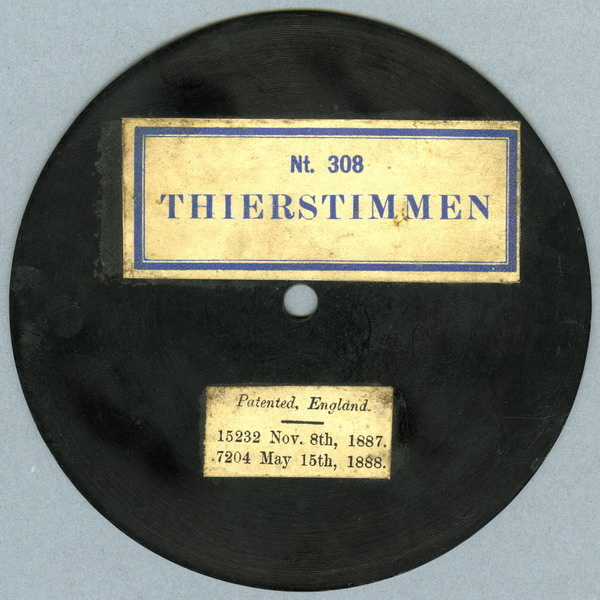 Nt. 308
THIERSTIMMEN
Patented, England.
15232 Nov. 8th, 1887.
7204 May 15th, 1888.